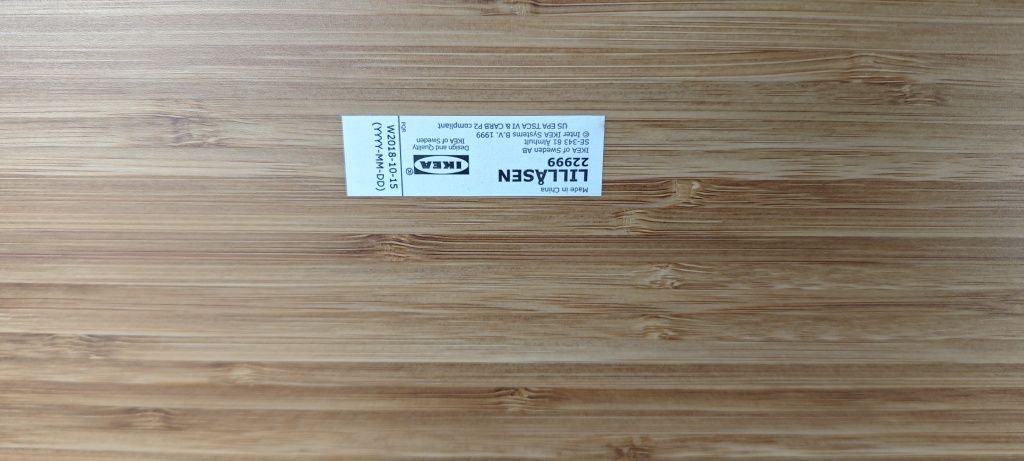 Made in China
LILLÅSEN
22999
IKEA of Sweden AB
SE-343 81 Älmhult
© Inter IKEA Systems B.V. 1999
US EPA TSCA VI & CARB P2 compliant
IKEA®
Design and Quality
IKEA of Sweden
W2018-10-15
(YYYY-MM-DD)